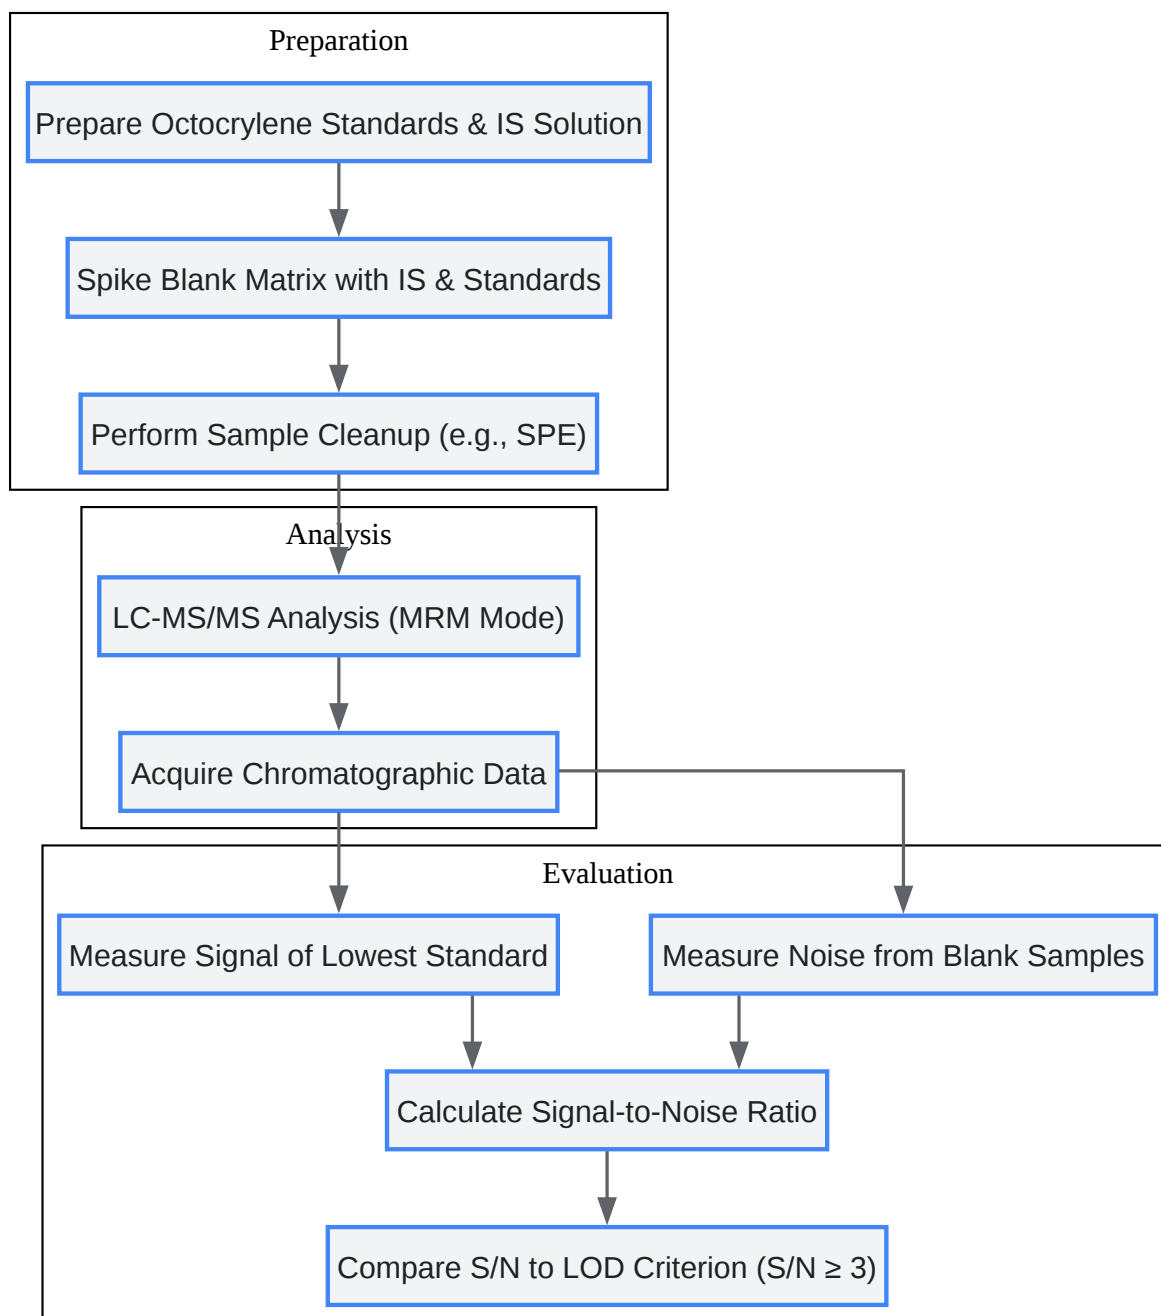 Preparation
Prepare Octocrylene Standards & IS Solution
Spike Blank Matrix with IS & Standards
Perform Sample Cleanup (e.g., SPE)
Analysis
LC-MS/MS Analysis (MRM Mode)
Acquire Chromatographic Data
Evaluation
Measure Signal of Lowest Standard
Measure Noise from Blank Samples
Calculate Signal-to-Noise Ratio
Compare S/N to LOD Criterion (S/N ≥ 3)